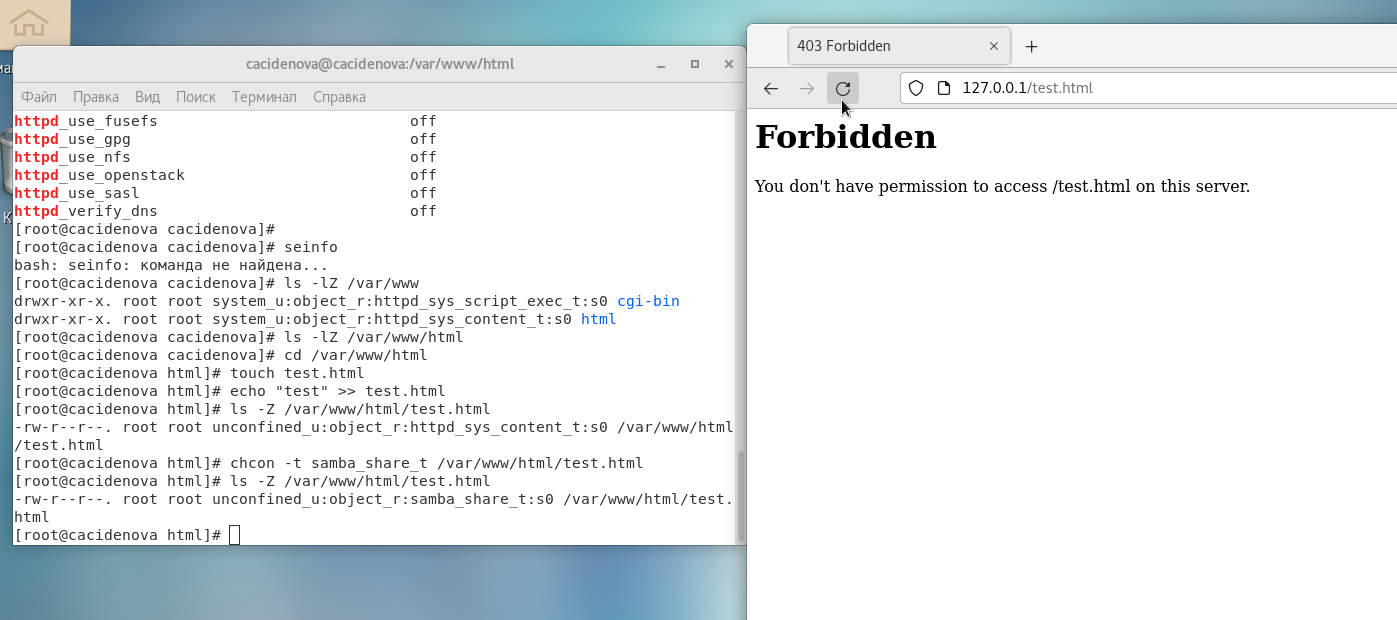 cacidenova@cacidenova:/var/www/html
Файл Правка Вид Поиск Терминал Справка
httpd_use_fusefs off
httpd_use_gpg off
httpd_use_nfs off
httpd_use_openstack off
httpd_use_sasl off
httpd_verify_dns off
[root@cacidenova cacidenova]#
[root@cacidenova cacidenova]# seinfo
bash: seinfo: команда не найдена...
[root@cacidenova cacidenova]# ls -lZ /var/www
drwxr-xr-x. root root system_u:object_r:httpd_sys_script_exec_t:s0 cgi-bin
drwxr-xr-x. root root system_u:object_r:httpd_sys_content_t:s0 html
[root@cacidenova cacidenova]# ls -lZ /var/www/html
[root@cacidenova cacidenova]# cd /var/www/html
[root@cacidenova html]# touch test.html
[root@cacidenova html]# echo "test" >> test.html
[root@cacidenova html]# ls -Z /var/www/html/test.html
-rw-r--r--. root root unconfined_u:object_r:httpd_sys_content_t:s0 /var/www/html
/test.html
[root@cacidenova html]# chcon -t samba_share_t /var/www/html/test.html
[root@cacidenova html]# ls -Z /var/www/html/test.html
-rw-r--r--. root root unconfined_u:object_r:samba_share_t:s0 /var/www/html/test.
html
[root@cacidenova html]#
403 Forbidden
127.0.0.1/test.html
Forbidden
You don't have permission to access /test.html on this server.